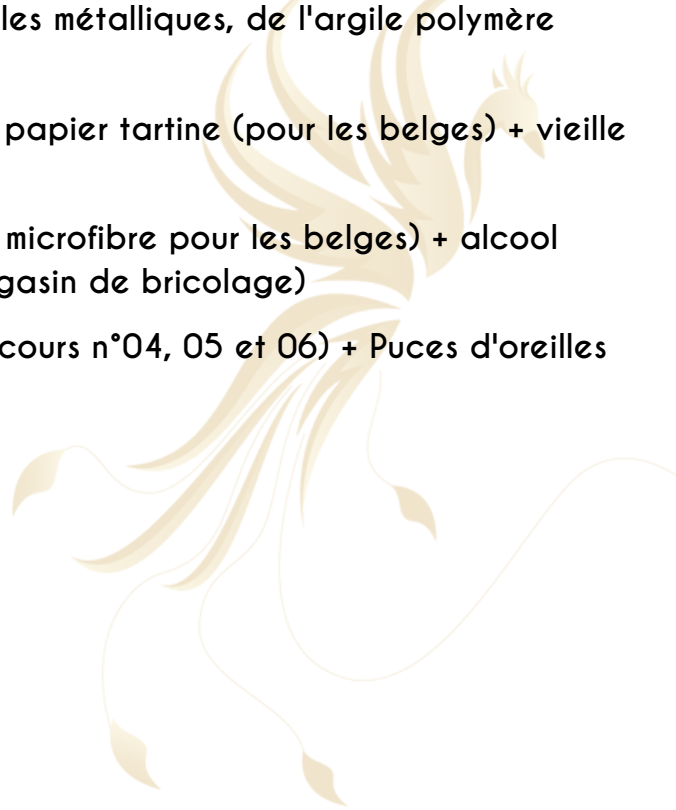 les métalliques, de l'argile polymère
papier tartine (pour les belges) + vieille
microfibre pour les belges) + alcool
gasin de bricolage)
cours n°04, 05 et 06) + Puces d'oreilles